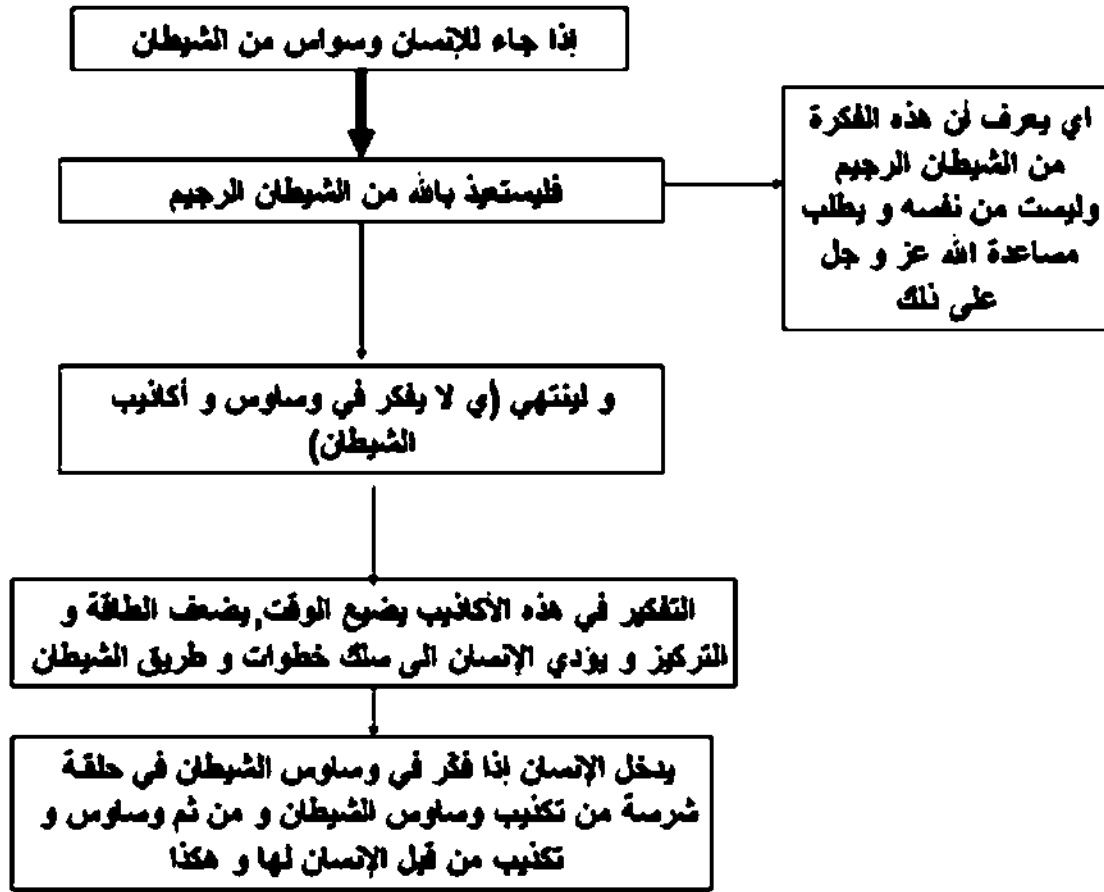 إذا جاء للإنسان وسواس من الشيطان
فليستعيذ بالله من الشيطان الرجيم
اي يعرف أن هذه الفكرة
من الشيطان الرجيم
وليست من نفسه و يطلب
مساعدة الله عز و جل
على ذلك
و لينتهي (ي لا يفكر في وساوس و أكاذيب
الشيطان)
التفكير في هذه الأكاذيب يضيع الوقت,يضعف الطاقة و
التركيز و يؤدي الإنسان الى سلك خطوات و طريق الشيطان
يدخل الإنسان إذا فكّر في وساوس الشيطان في حلقة
شرسة من تكذيب وساوس الشيطان و من ثم وساوس و
تكذيب من قبل الإنسان لها و هكذا